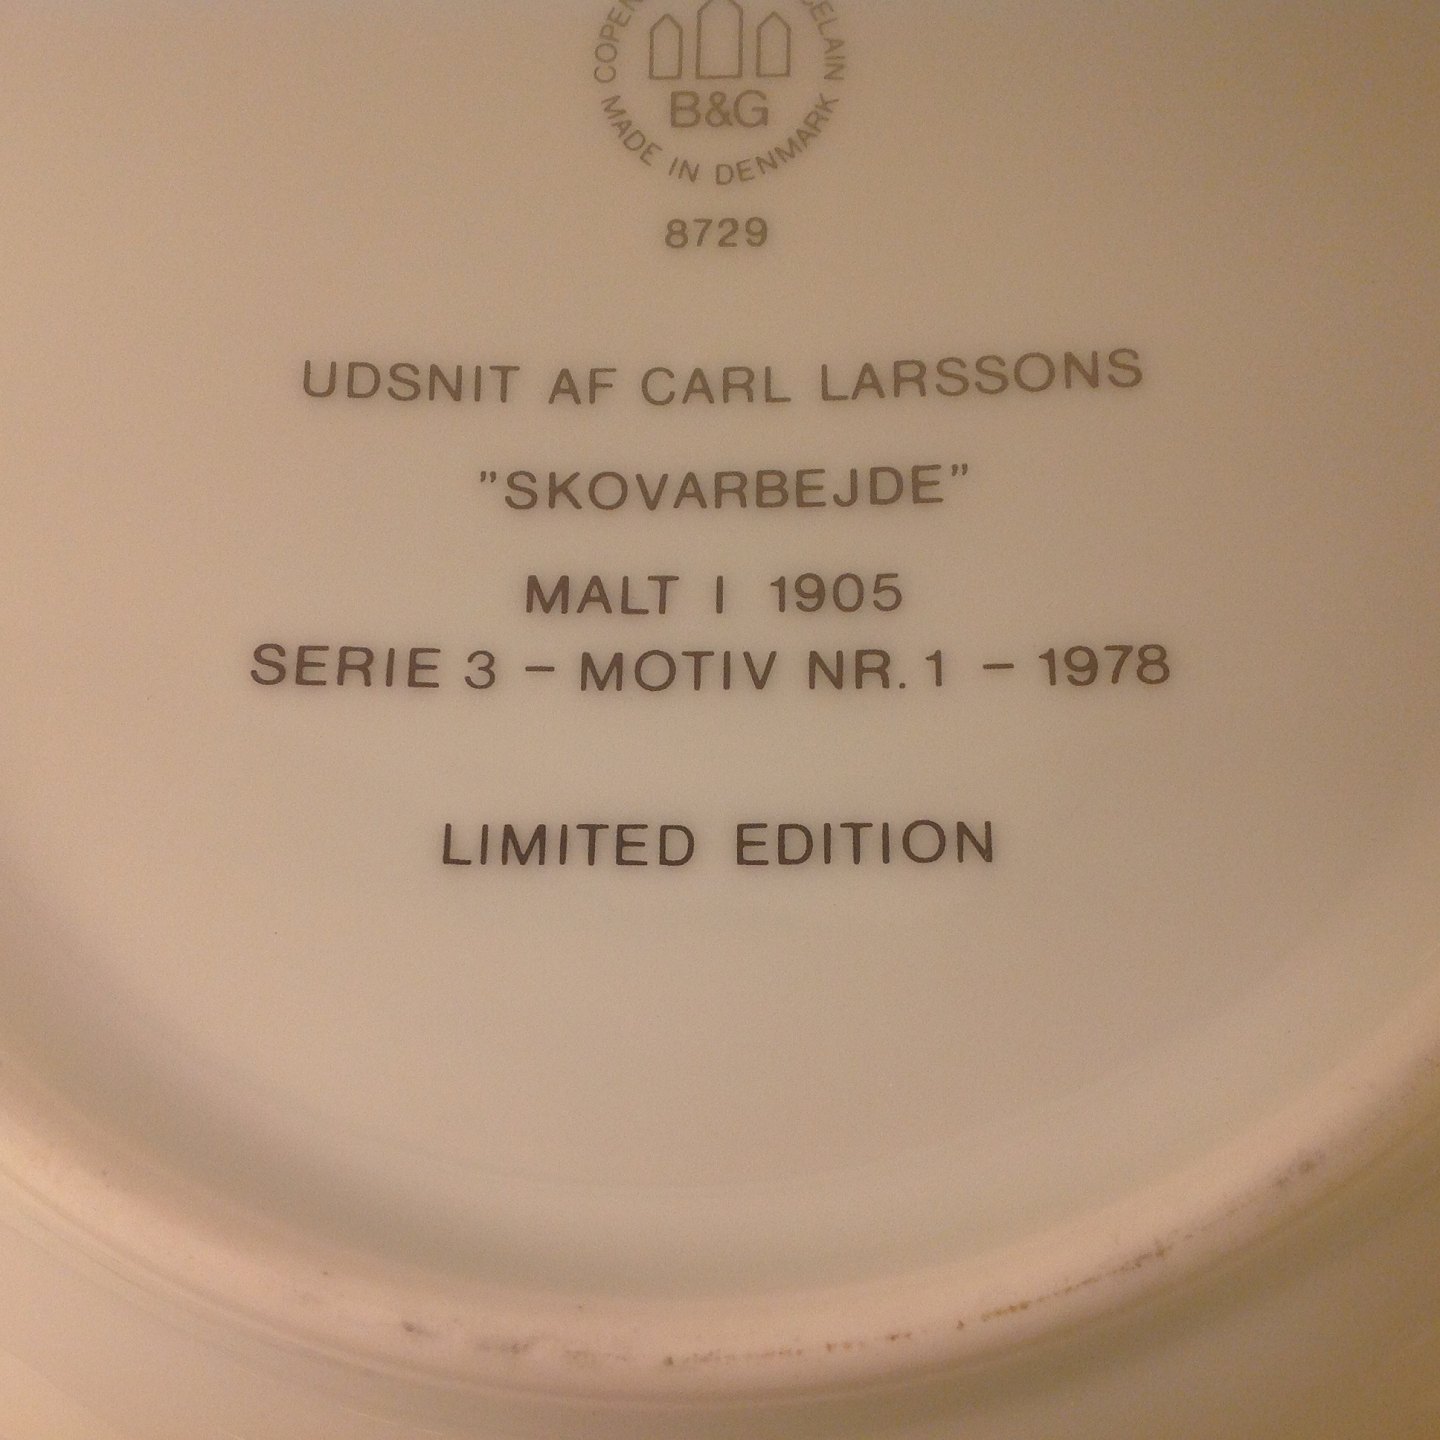 B&G
MADE IN DENMARK
8729
UDSNIT AF CARL LARSSONS
”SKOVARBEJDE”
MALT I 1905
SERIE 3 – MOTIV NR. 1 – 1978
LIMITED EDITION